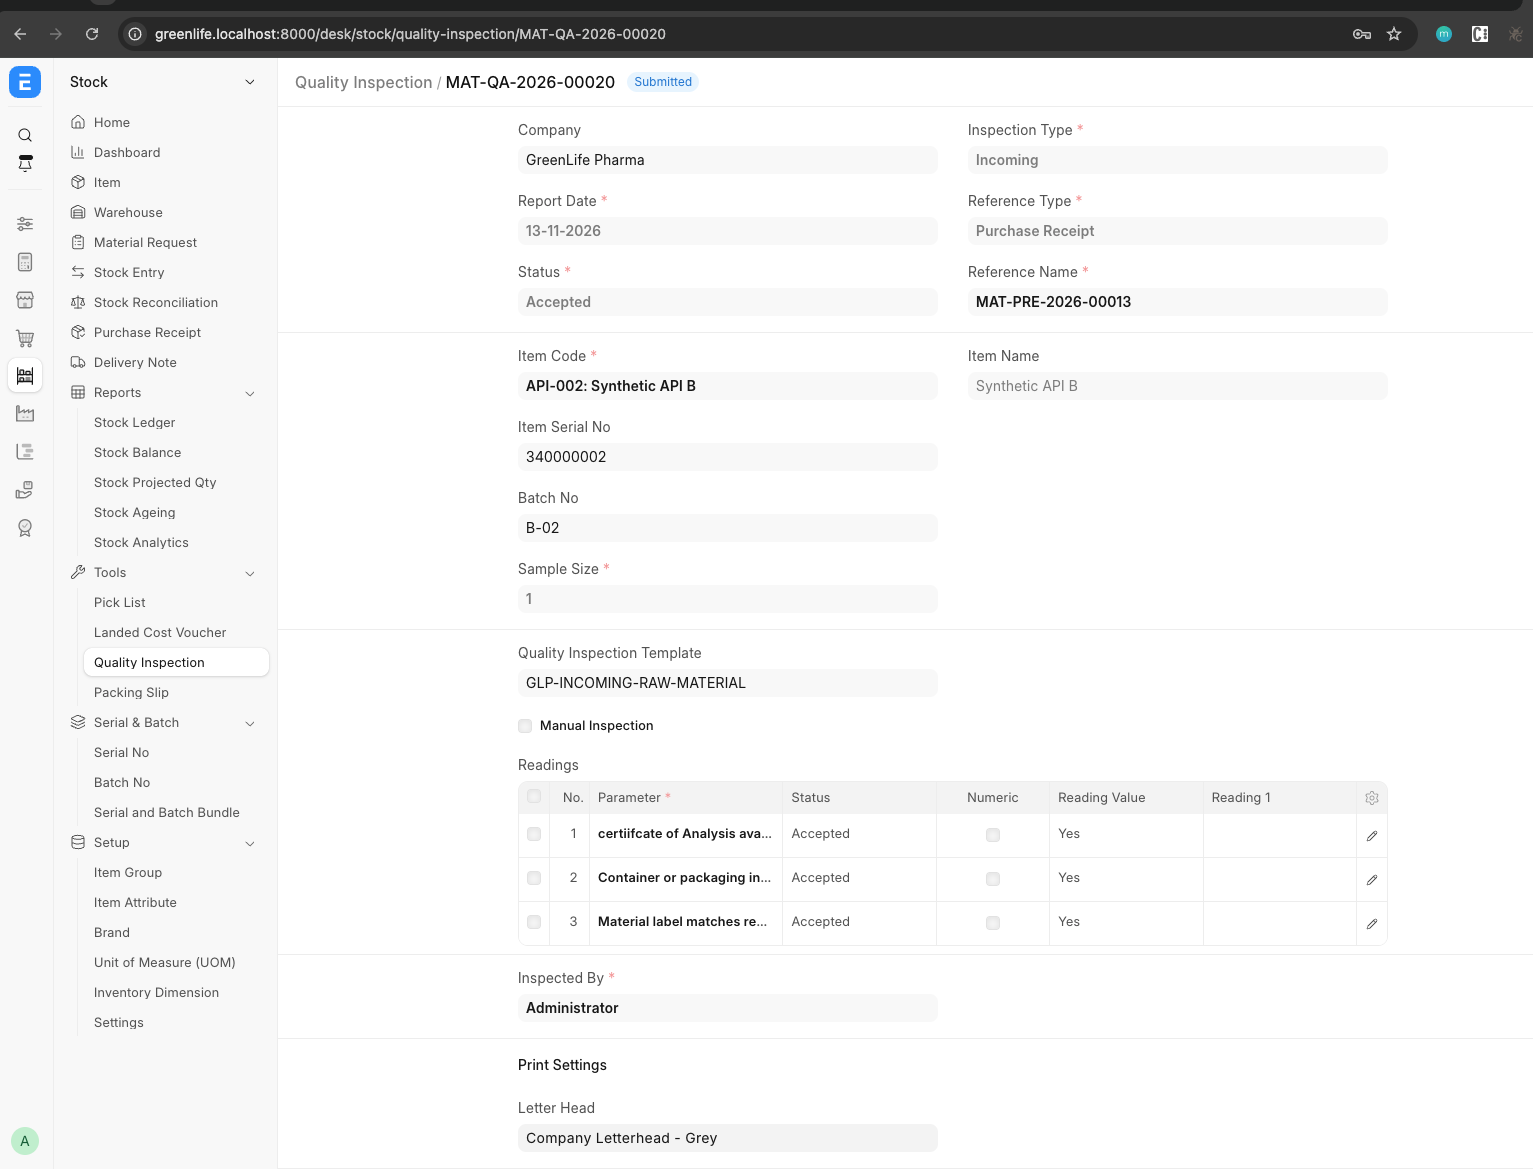 greenlife.localhost:8000/desk/stock/quality-inspection/MAT-QA-2026-00020
E
Stock
Home
Dashboard
Item
Warehouse
Material Request
Stock Entry
Stock Reconciliation
Purchase Receipt
Delivery Note
Reports
Stock Ledger
Stock Balance
Stock Projected Qty
Stock Ageing
Stock Analytics
Tools
Pick List
Landed Cost Voucher
Quality Inspection
Packing Slip
Serial & Batch
Serial No
Batch No
Serial and Batch Bundle
Setup
Item Group
Item Attribute
Brand
Unit of Measure (UOM)
Inventory Dimension
Settings
A
Quality Inspection / MAT-QA-2026-00020 Submitted
Company
GreenLife Pharma
Inspection Type *
Incoming
Report Date *
13-11-2026
Reference Type *
Purchase Receipt
Status *
Accepted
Reference Name *
MAT-PRE-2026-00013
Item Code *
API-002: Synthetic API B
Item Name
Synthetic API B
Item Serial No
340000002
Batch No
B-02
Sample Size *
1
Quality Inspection Template
GLP-INCOMING-RAW-MATERIAL
Manual Inspection
Readings
No. Parameter * Status Numeric Reading Value Reading 1
1 certiifcate of Analysis ava... Accepted Yes
2 Container or packaging in... Accepted Yes
3 Material label matches re... Accepted Yes
Inspected By *
Administrator
Print Settings
Letter Head
Company Letterhead - Grey